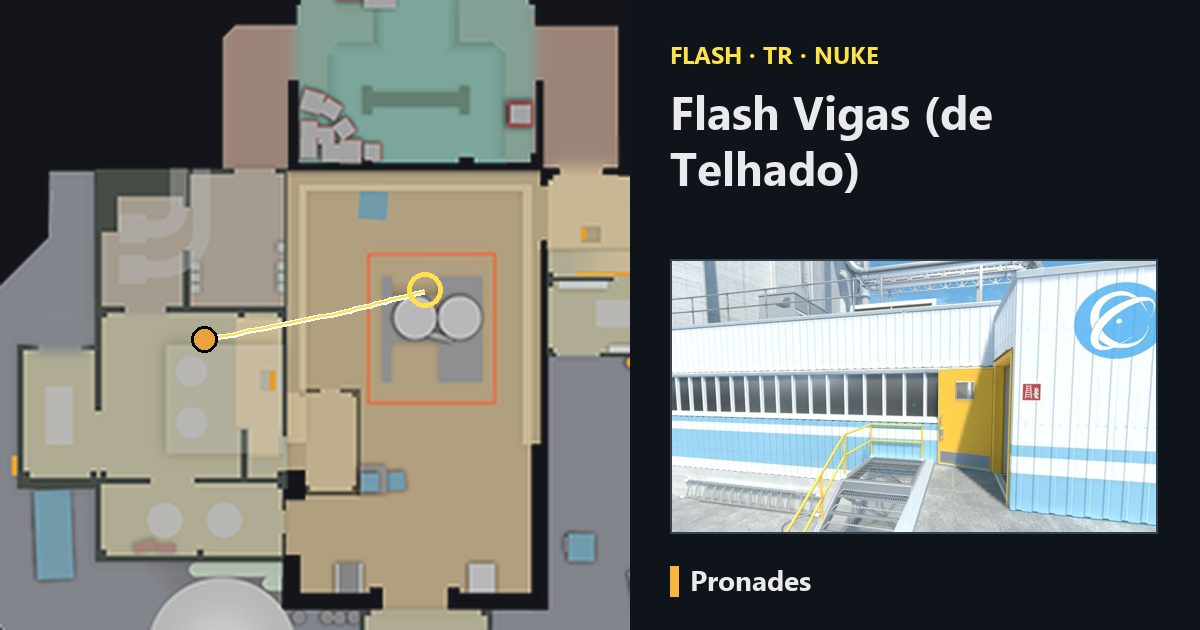 FLASH · TR · NUKE
Flash Vigas (de
Telhado)
Pronades